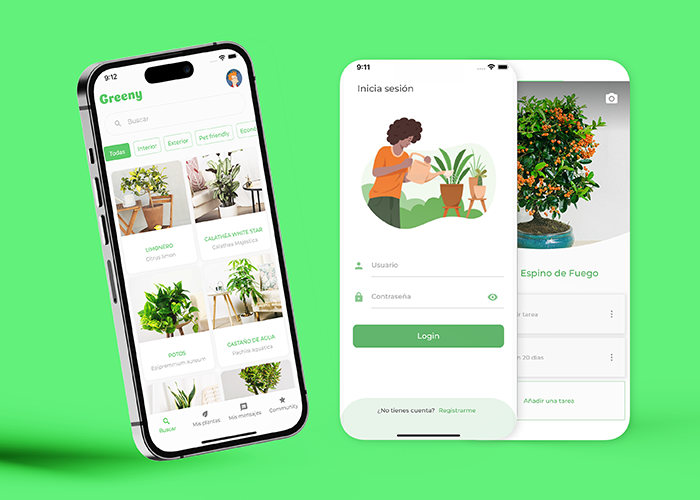 9:12
Greeny
Buscar
Todas
Interior
Exterior
Pet friendly
Econó
LIMONERO
Citrus limon
CALATHEA WHITE STAR
Calathea Majestica
POTOS
Epipremnum Aureum
CASTAÑO DE AGUA
Pachira aquatica
Buscar
Mis plantas
Mis mensajes
Community
9:11
Inicia sesión
Usuario
Contraseña
Login
¿No tienes cuenta? Registrarme
Espino de Fuego
ir tarea
n 20 días
Añadir una tarea